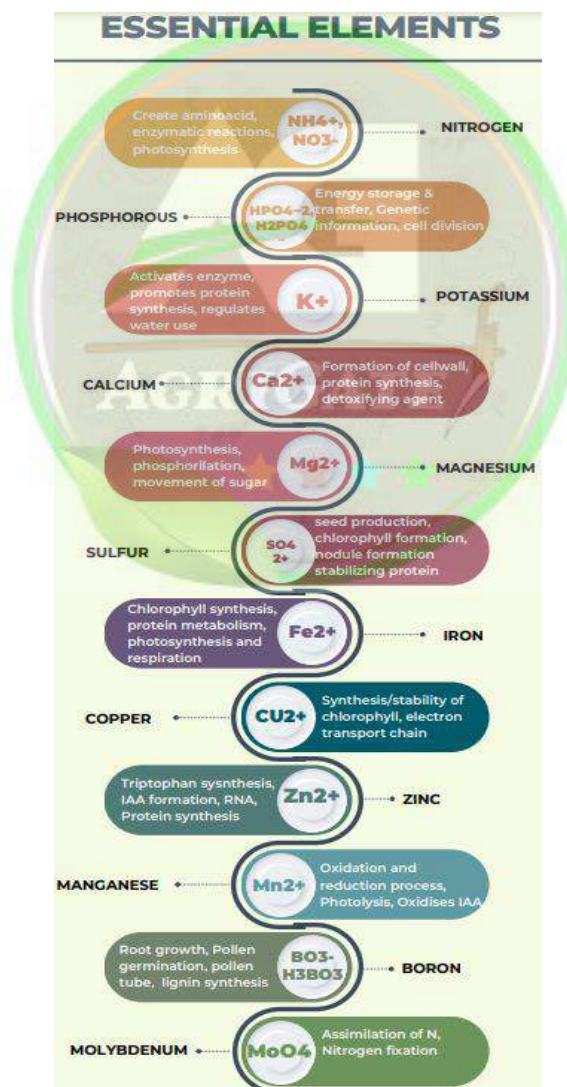 ESSENTIAL ELEMENTS
Create aminoacid,
enzymatic reactions,
photosynthesis
NH4+,
NO3-
NITROGEN
PHOSPHOROUS
HPO4-2,
H2PO4
-
Energy storage &
transfer, Genetic
information, cell division
Activates enzyme,
promotes protein
synthesis, regulates
water use
K+
POTASSIUM
CALCIUM
Ca2+
Formation of cellwall,
protein synthesis,
detoxifying agent
Photosynthesis,
phosphorilation,
movement of sugar
Mg2+
MAGNESIUM
SULFUR
SO4
2+
seed production,
chlorophyll formation,
nodule formation
stabilizing protein
Chlorophyll synthesis,
protein metabolism,
photosynthesis and
respiration
Fe2+
IRON
COPPER
CU2+
Synthesis/stability of
chlorophyll, electron
transport chain
Triptophan sysnthesis,
IAA formation, RNA,
Protein synthesis
Zn2+
ZINC
MANGANESE
Mn2+
Oxidation and
reduction process,
Photolysis, Oxidises IAA
Root growth, Pollen
germination, pollen
tube, lignin synthesis
BO3-
H3BO3
BORON
MOLYBDENUM
MoO4
Assimilation of N,
Nitrogen fixation